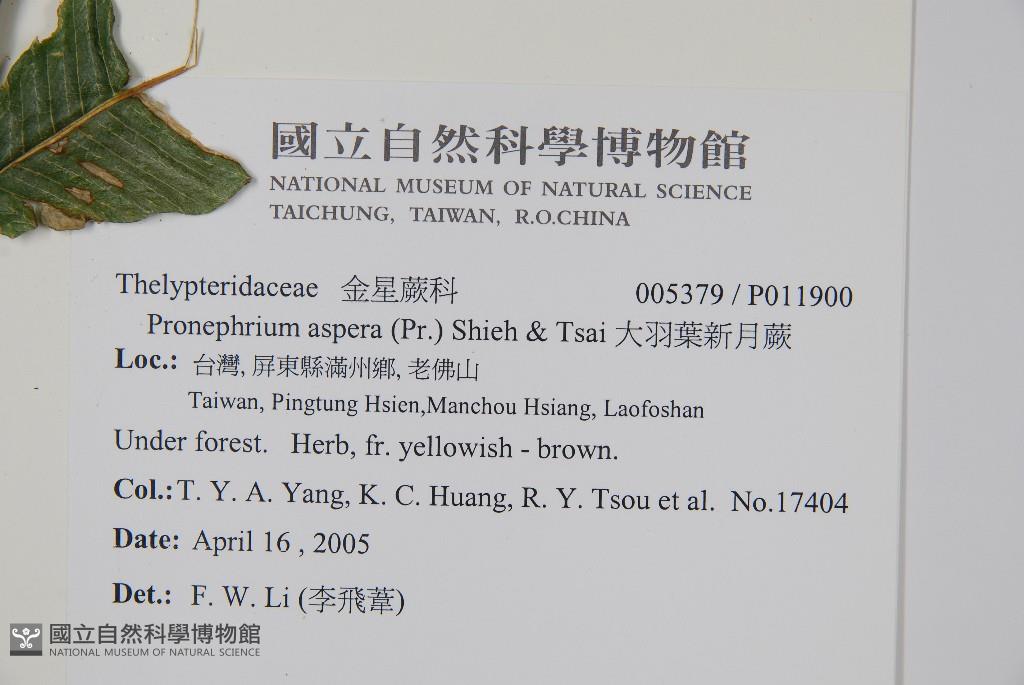 國立自然科學博物館
NATIONAL MUSEUM OF NATURAL SCIENCE
TAICHUNG, TAIWAN, R.O.CHINA
Thelypteridaceae 金星蕨科 005379 / P011900
Pronephrium aspera (Pr.) Shieh & Tsai 大羽葉新月蕨
Loc.: 台灣, 屏東縣滿州鄉, 老佛山
Taiwan, Pingtung Hsien,Manchou Hsiang, Laofoshan
Under forest. Herb, fr. yellowish - brown.
Col.:T. Y. A. Yang, K. C. Huang, R. Y. Tsou et al. No.17404
Date: April 16 , 2005
Det.: F. W. Li (李飛葦)
國立自然科學博物館
NATIONAL MUSEUM OF NATURAL SCIENCE